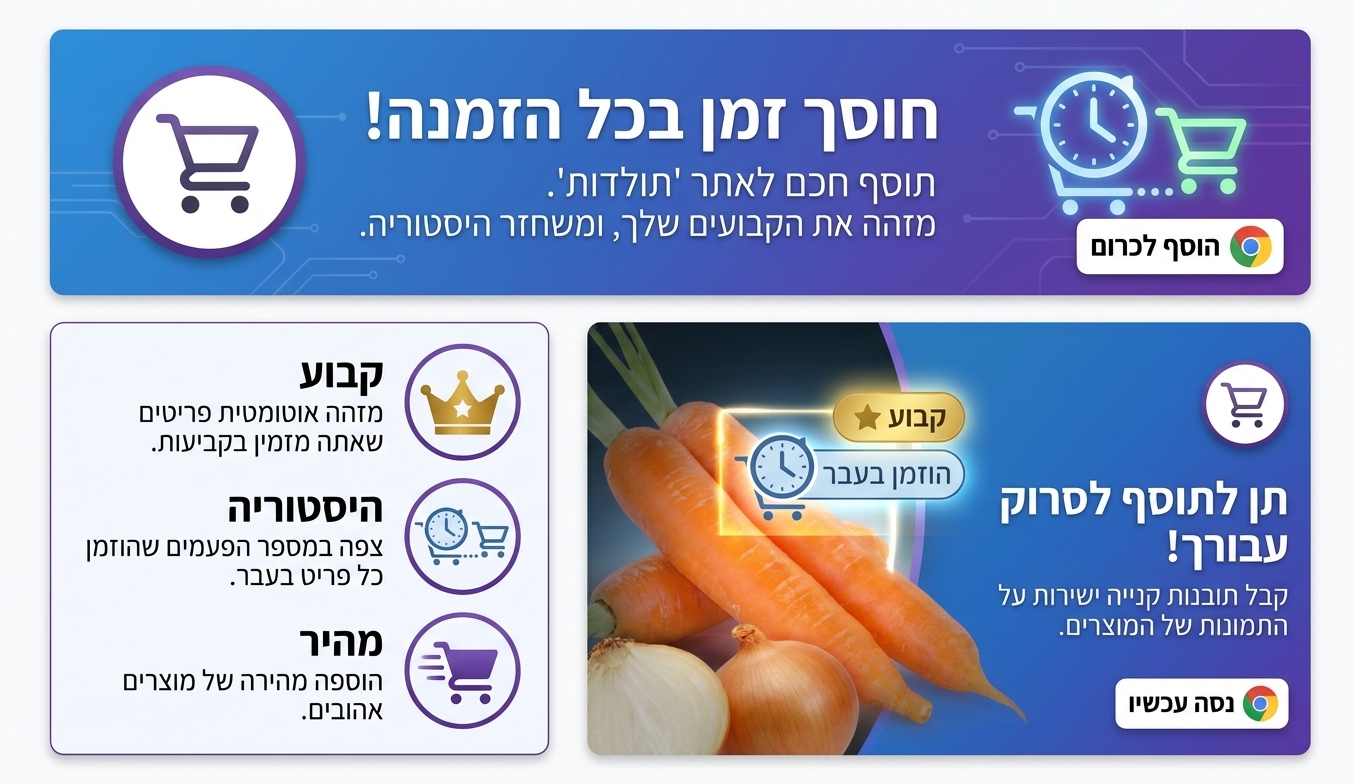 חוסך זמן בכל הזמנה!
תוסף חכם לאתר 'תולדות'.
מזהה את הקבועים שלך, ומשחזר היסטוריה.
הוסף לכרום
תן לתוסף לסרוק
עבורך!
קבל תובנות קנייה ישירות על
התמונות של המוצרים.
נסה עכשיו
קבוע
הוזמן בעבר
קבוע
מזהה אוטומטית פריטים
שאתה מזמין בקביעות.
היסטוריה
צפה במספר הפעמים שהוזמן
כל פריט בעבר.
מהיר
הוספה מהירה של מוצרים
אהובים.